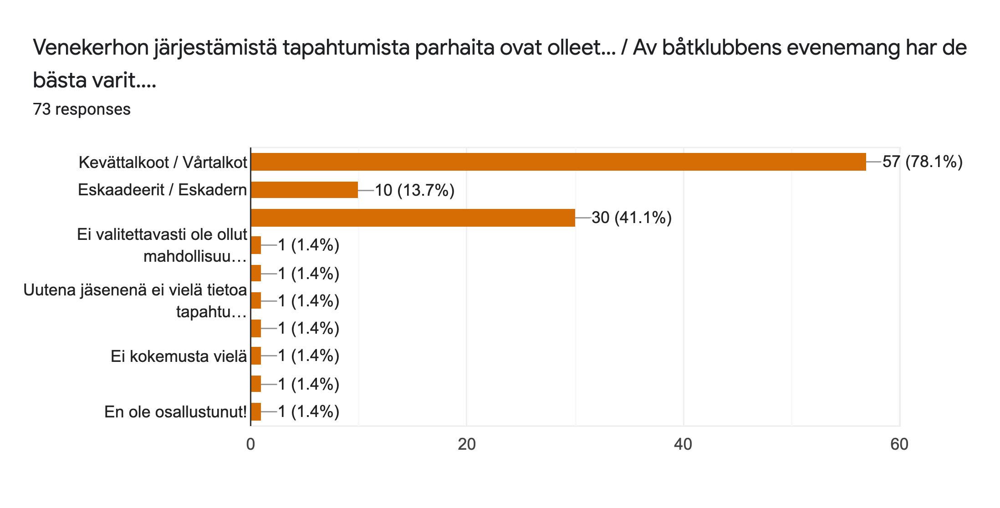 Venekerhon järjestämistä tapahtumista parhaita ovat olleet... / Av båtklubbens evenemang har de
bästa varit....
73 responses
Kevättalkoot / Vårtalkot
57 (78.1%)
Eskaadeerit / Eskadern
10 (13.7%)
30 (41.1%)
Ei valitettavasti ole ollut
mahdollisuu…
1 (1.4%)
1 (1.4%)
Uutena jäsenenä ei vielä tietoa
tapahtu…
1 (1.4%)
1 (1.4%)
Ei kokemusta vielä
1 (1.4%)
1 (1.4%)
En ole osallustunut!
1 (1.4%)
0 20 40 60